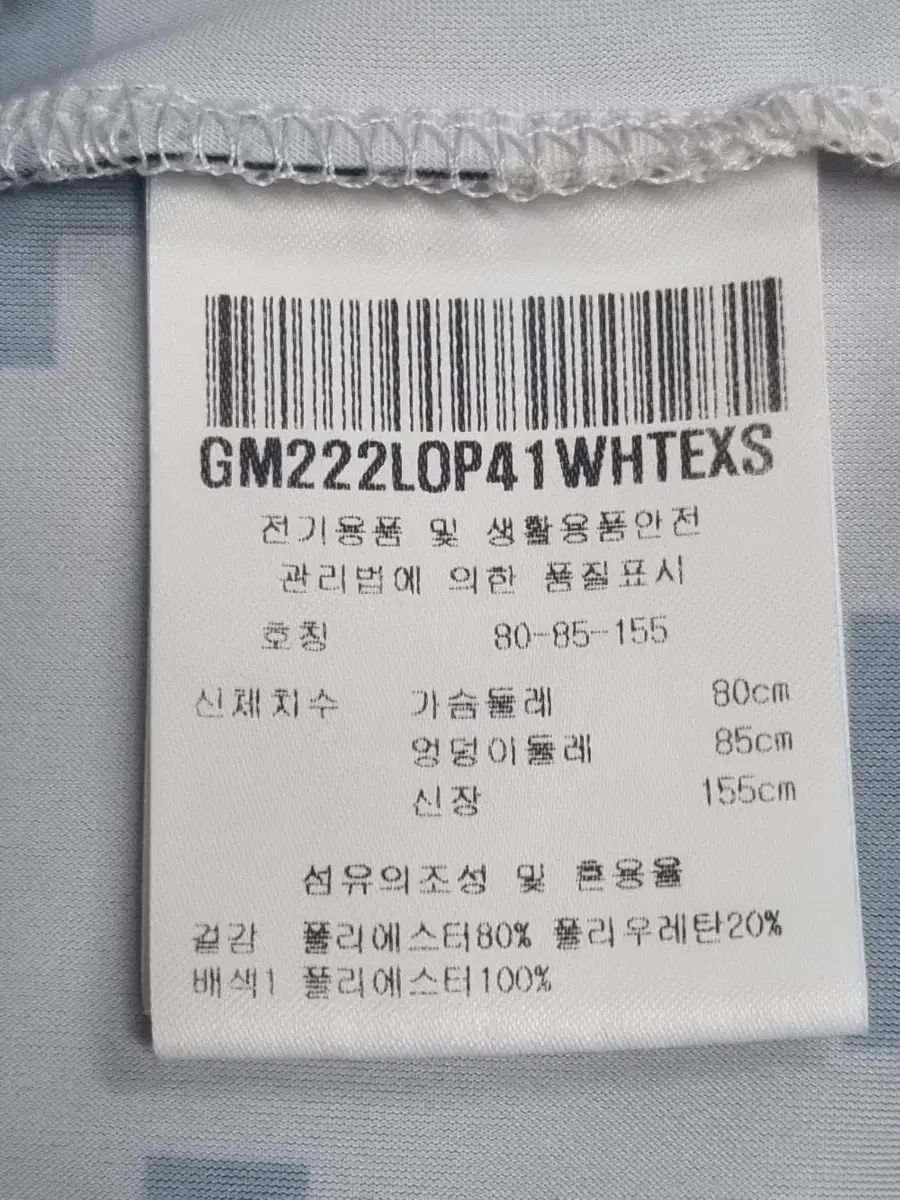 GM222LOP41WHTEXS
전기용품 및 생활용품안전
관리법에 의한 품질표시
호칭 80-85-155
신체치수 가슴둘레 80cm
엉덩이둘레 85cm
신장 155cm
섬유의조성 및 혼용율
겉감 폴리에스터80% 폴리우레탄20%
배색1 폴리에스터100%